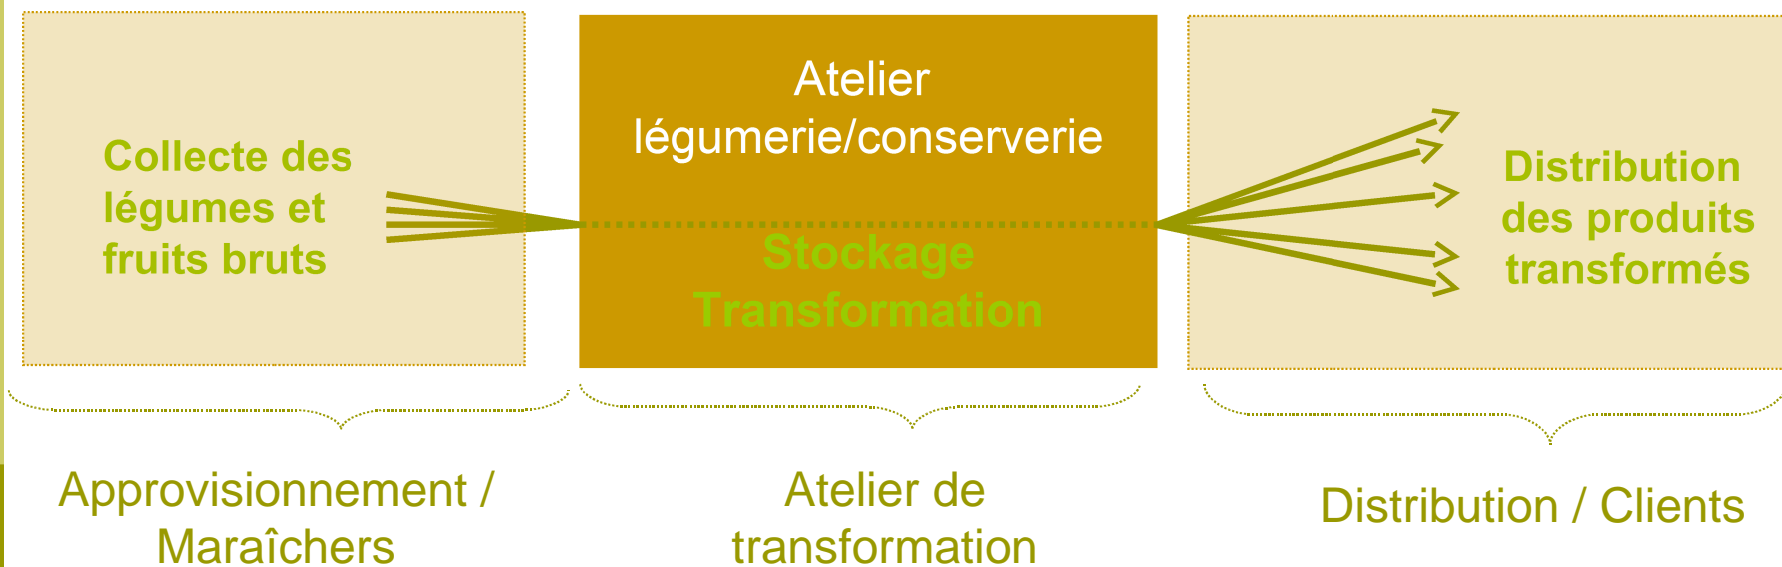 Collecte des
légumes et
fruits bruts
Atelier
légumerie/conserverie
Stockage
Transformation
Distribution
des produits
transformés
Approvisionnement /
Maraîchers
Atelier de
transformation
Distribution / Clients